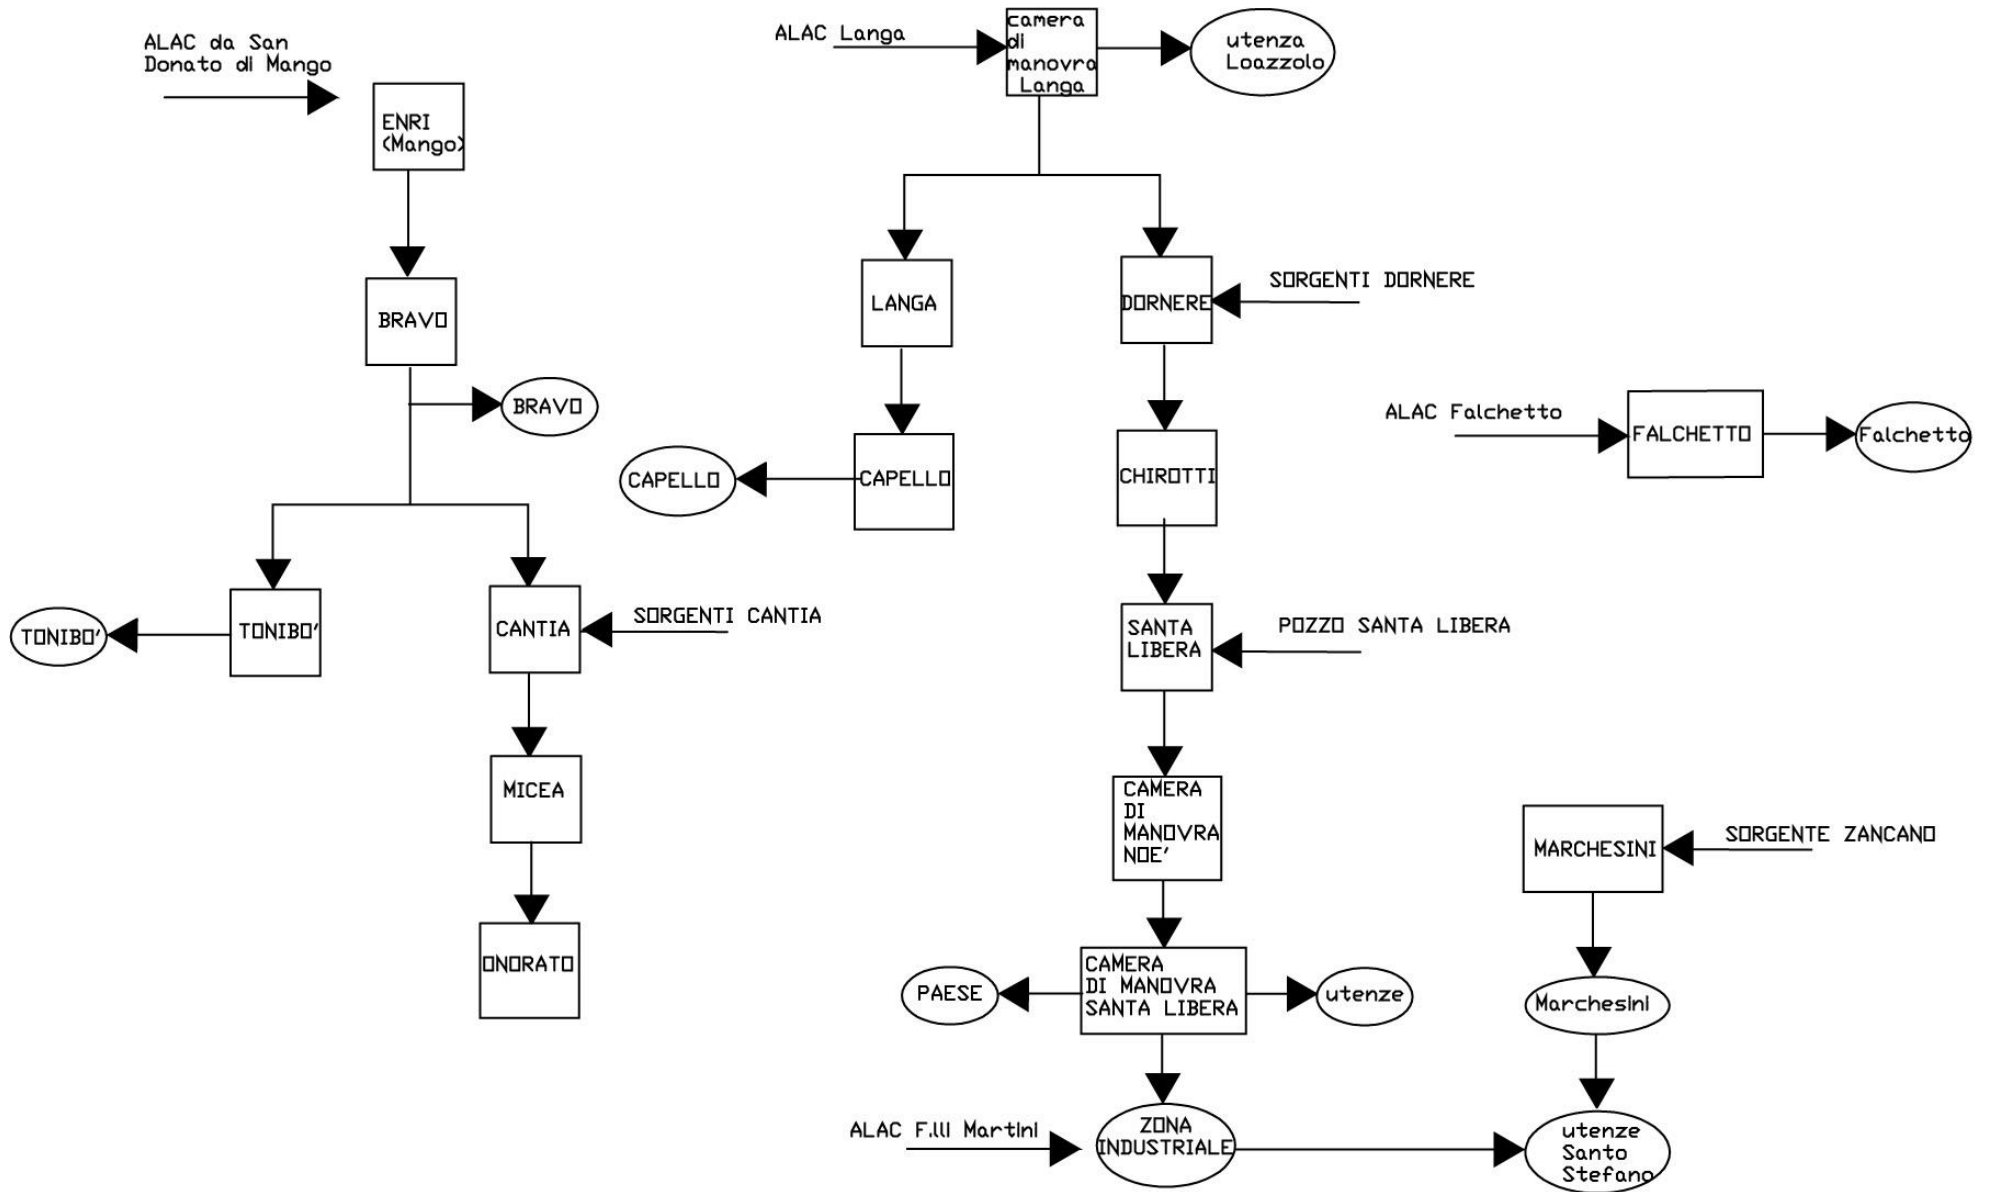 ALAC da San
Donato di Mango
ENRI
(Mango)
BRAVO
BRAVO
TONIBO'
TONIBO'
CANTIA
SORGENTI CANTIA
MICEA
ONORATO
ALAC Langa
camera
di
manovra
Langa
utenza
Loazzolo
LANGA
DORNERE
SORGENTI DORNERE
CAPELLO
CAPELLO
CHIROTTI
SANTA
LIBERA
POZZO SANTA LIBERA
CAMERA
DI
MANOVRA
NOE'
CAMERA
DI MANOVRA
SANTA LIBERA
PAESE
utenze
ALAC F.lli Martini
ZONA
INDUSTRIALE
ALAC Falchetto
FALCHETTO
Falchetto
MARCHESINI
SORGENTE ZANCANO
Marchesini
utenze
Santo
Stefano